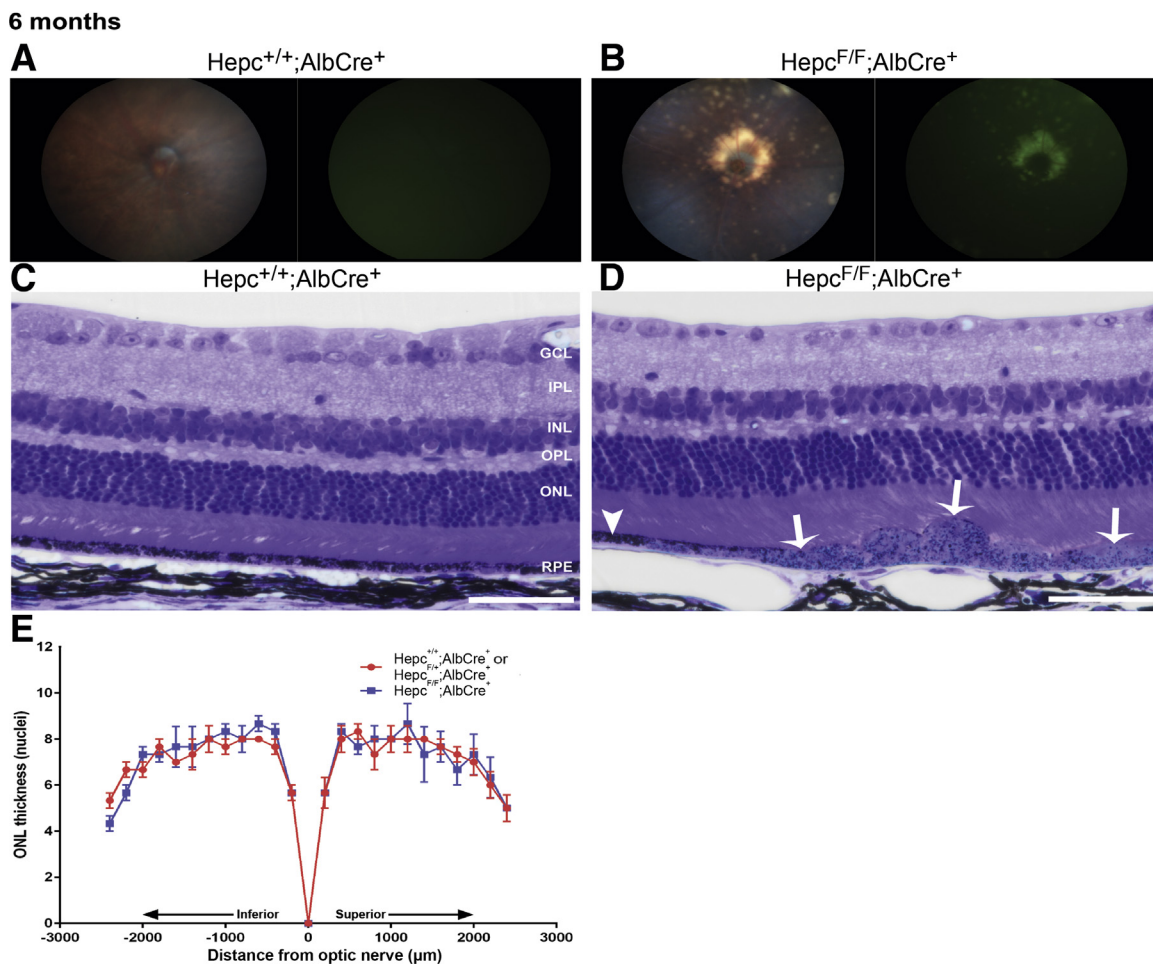 6 months
A
Hepc+/+;AlbCre+
B
HepcF/F;AlbCre+
C
Hepc+/+;AlbCre+
D
HepcF/F;AlbCre+
GCL
IPL
INL
OPL
ONL
RPE
E
Hepc+/+;AlbCre+ or
HepcF/+;AlbCre+
HepcF/F;AlbCre+
ONL thickness (nuclei)
12
10
8
6
4
2
0
Inferior
Superior
-3000
-2000
-1000
0
1000
2000
3000
Distance from optic nerve (µm)